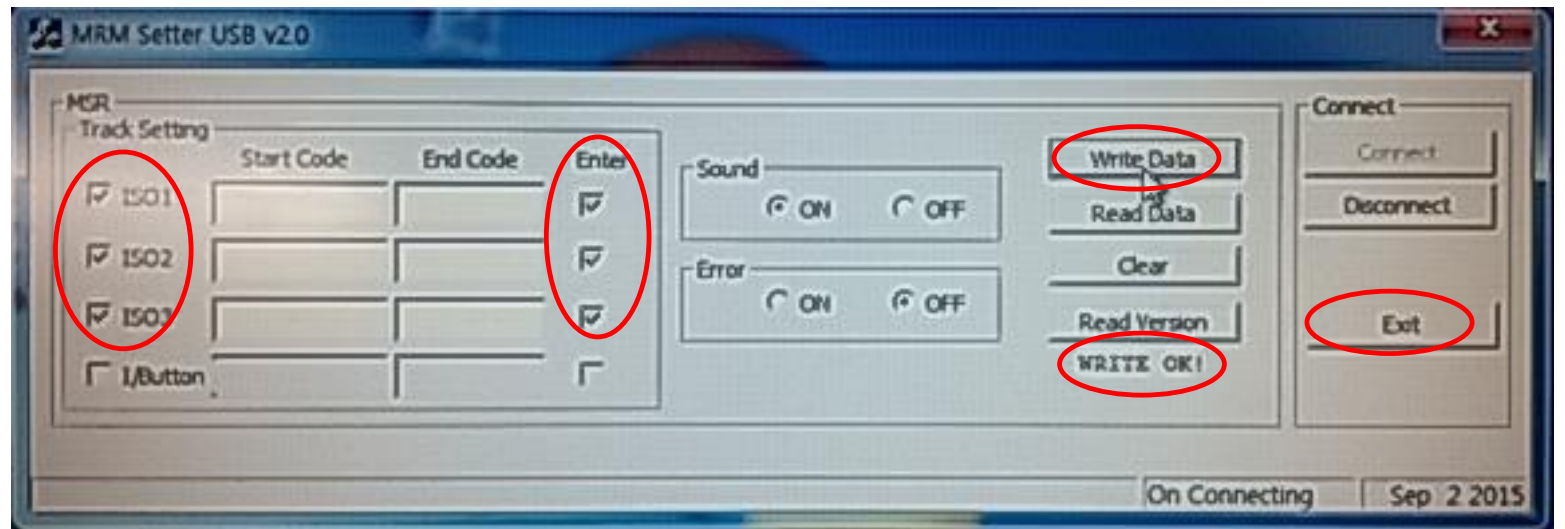 MRM Setter USB v2.0
MSR
Track Setting
Start Code End Code Enter
ISO1
ISO2
ISO3
I/Button
Sound
ON OFF
Error
ON OFF
Write Data
Read Data
Clear
Read Version
WRITE OK!
Connect
Connect
Disconnect
Exit
On Connecting
Sep 2 2015